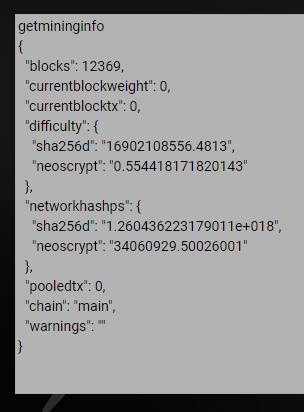 getmininginfo
{
"blocks": 12369,
"currentblockweight": 0,
"currentblocktx": 0,
"difficulty": {
"sha256d": "16902108556.4813",
"neoscrypt": "0.554418171820143"
},
"networkhashps": {
"sha256d": "1.260436223179011e+018",
"neoscrypt": "34060929.50026001"
},
"pooledtx": 0,
"chain": "main",
"warnings": ""
}